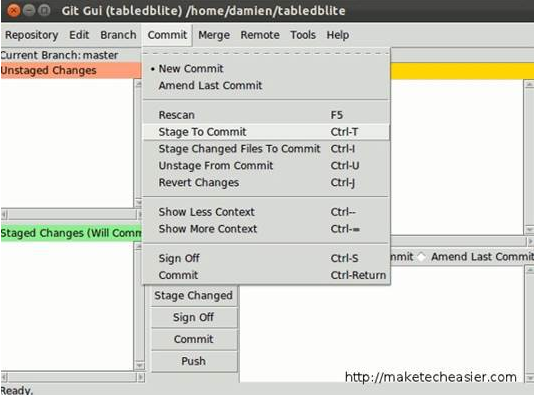 Git Gui (tabledblite) /home/damien/tabledblite
Repository Edit Branch Commit Merge Remote Tools Help
Current Branch: master
Unstaged Changes
• New Commit
Amend Last Commit
Rescan F5
Stage To Commit Ctrl-T
Stage Changed Files To Commit Ctrl-I
Unstage From Commit Ctrl-U
Revert Changes Ctrl-J
Show Less Context Ctrl--
Show More Context Ctrl-=
Staged Changes (Will Comm
Sign Off Ctrl-S
Commit Ctrl-Return
mmit Amend Last Commit
Stage Changed
Sign Off
Commit
Push
http://maketecheasier.com
Ready.